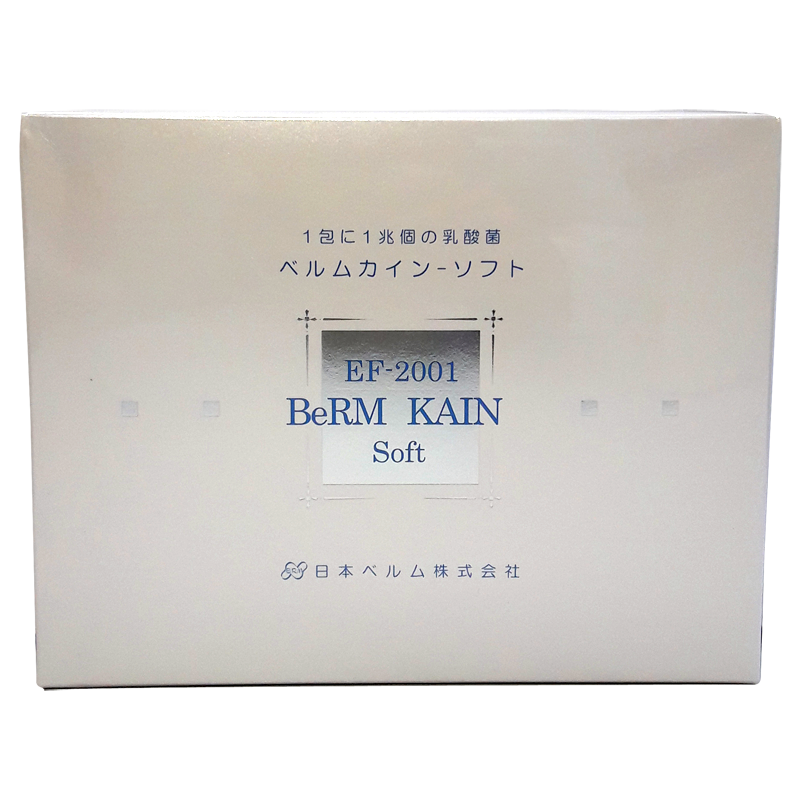 1包に1兆個の乳酸菌
ベルムカイン-ソフト
EF-2001
BeRM KAIN
Soft
日本ベルム株式会社